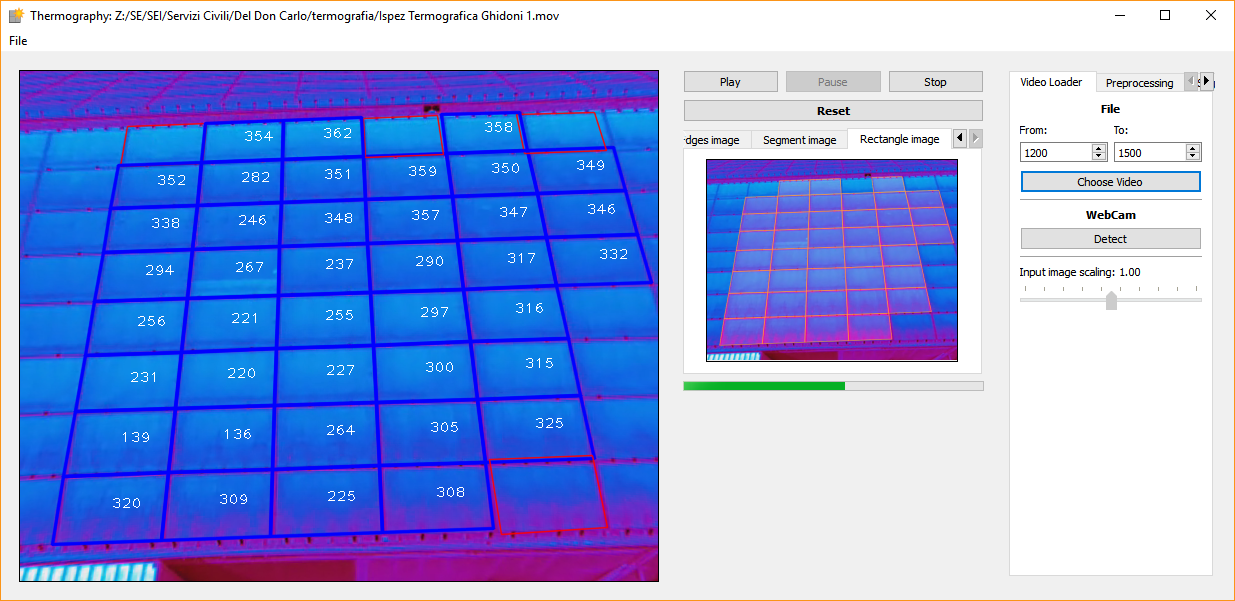 Thermography: Z:/SE/SEI/Servizi Civili/Del Don Carlo/termografia/Ispez Termografica Ghidoni 1.mov
File
354 362 358
352 282 351 359 350 349
338 246 348 357 347 346
294 267 237 290 317 332
256 221 255 297 316
231 220 227 300 315
139 136 264 305 325
320 309 225 308
Play Pause Stop
Reset
dges image Segment image Rectangle image
Video Loader Preprocessing
File
From: To:
1200 1500
Choose Video
WebCam
Detect
Input image scaling: 1.00